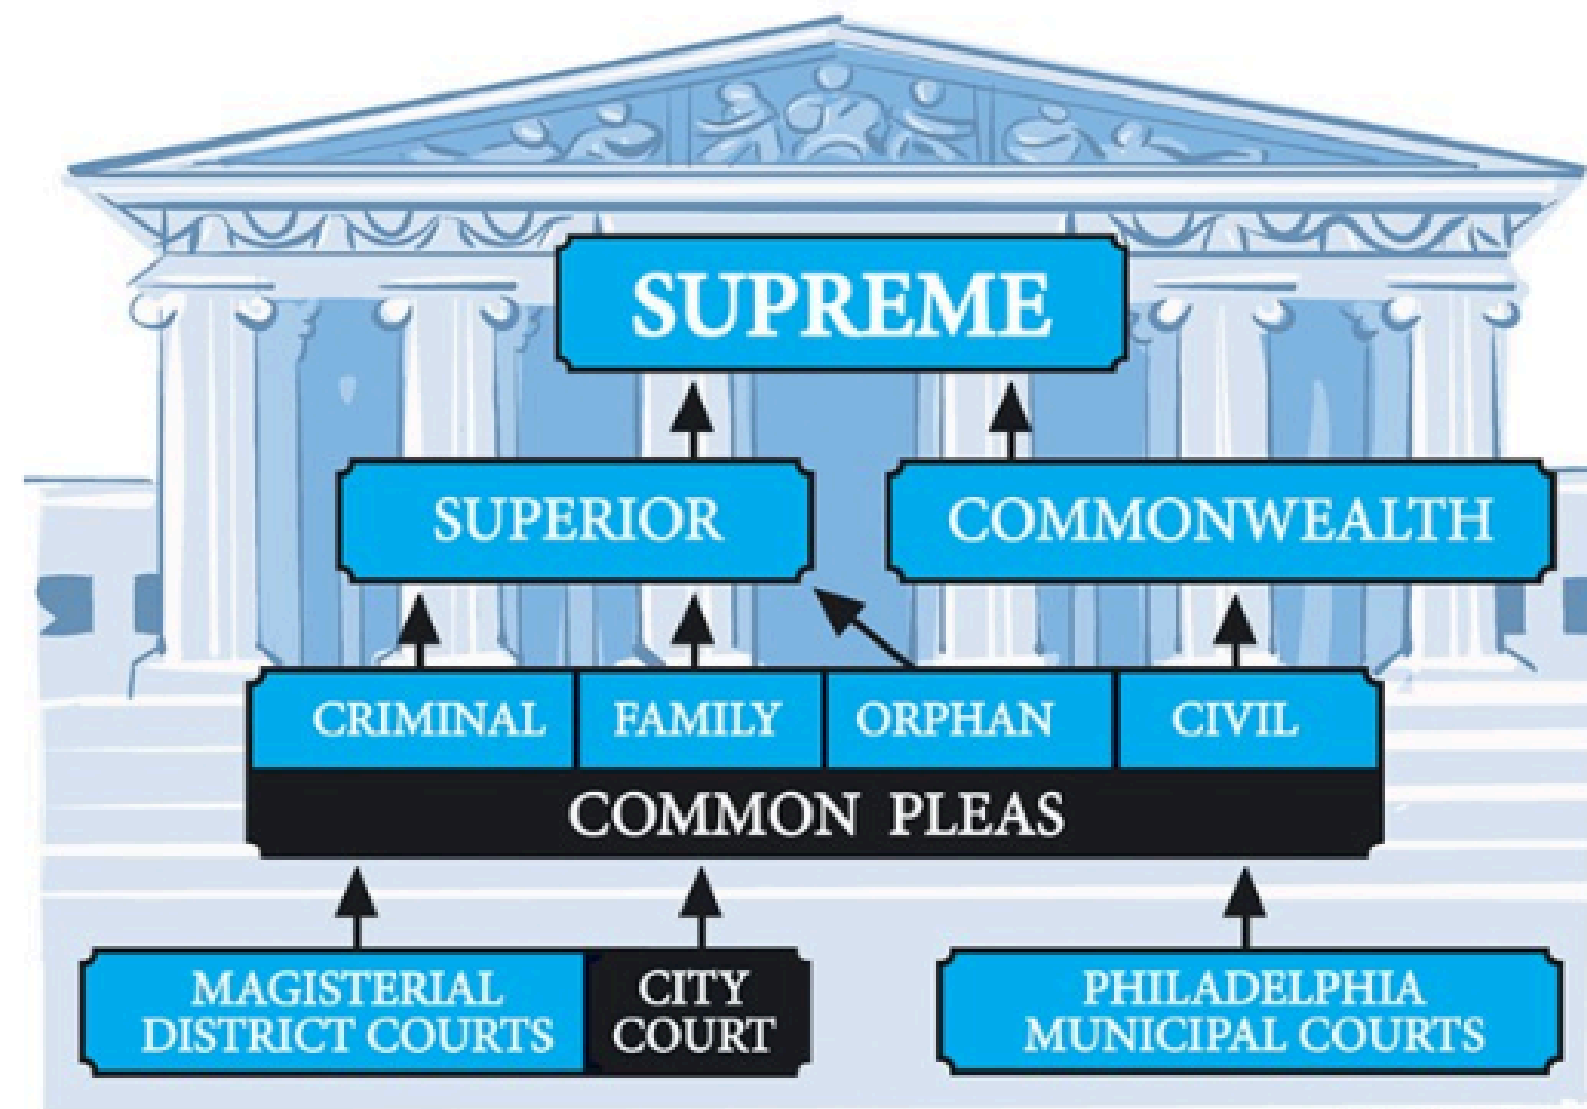 SUPREME
SUPERIOR
COMMONWEALTH
CRIMINAL
FAMILY
ORPHAN
CIVIL
COMMON PLEAS
MAGISTERIAL
DISTRICT COURTS
CITY
COURT
PHILADELPHIA
MUNICIPAL COURTS